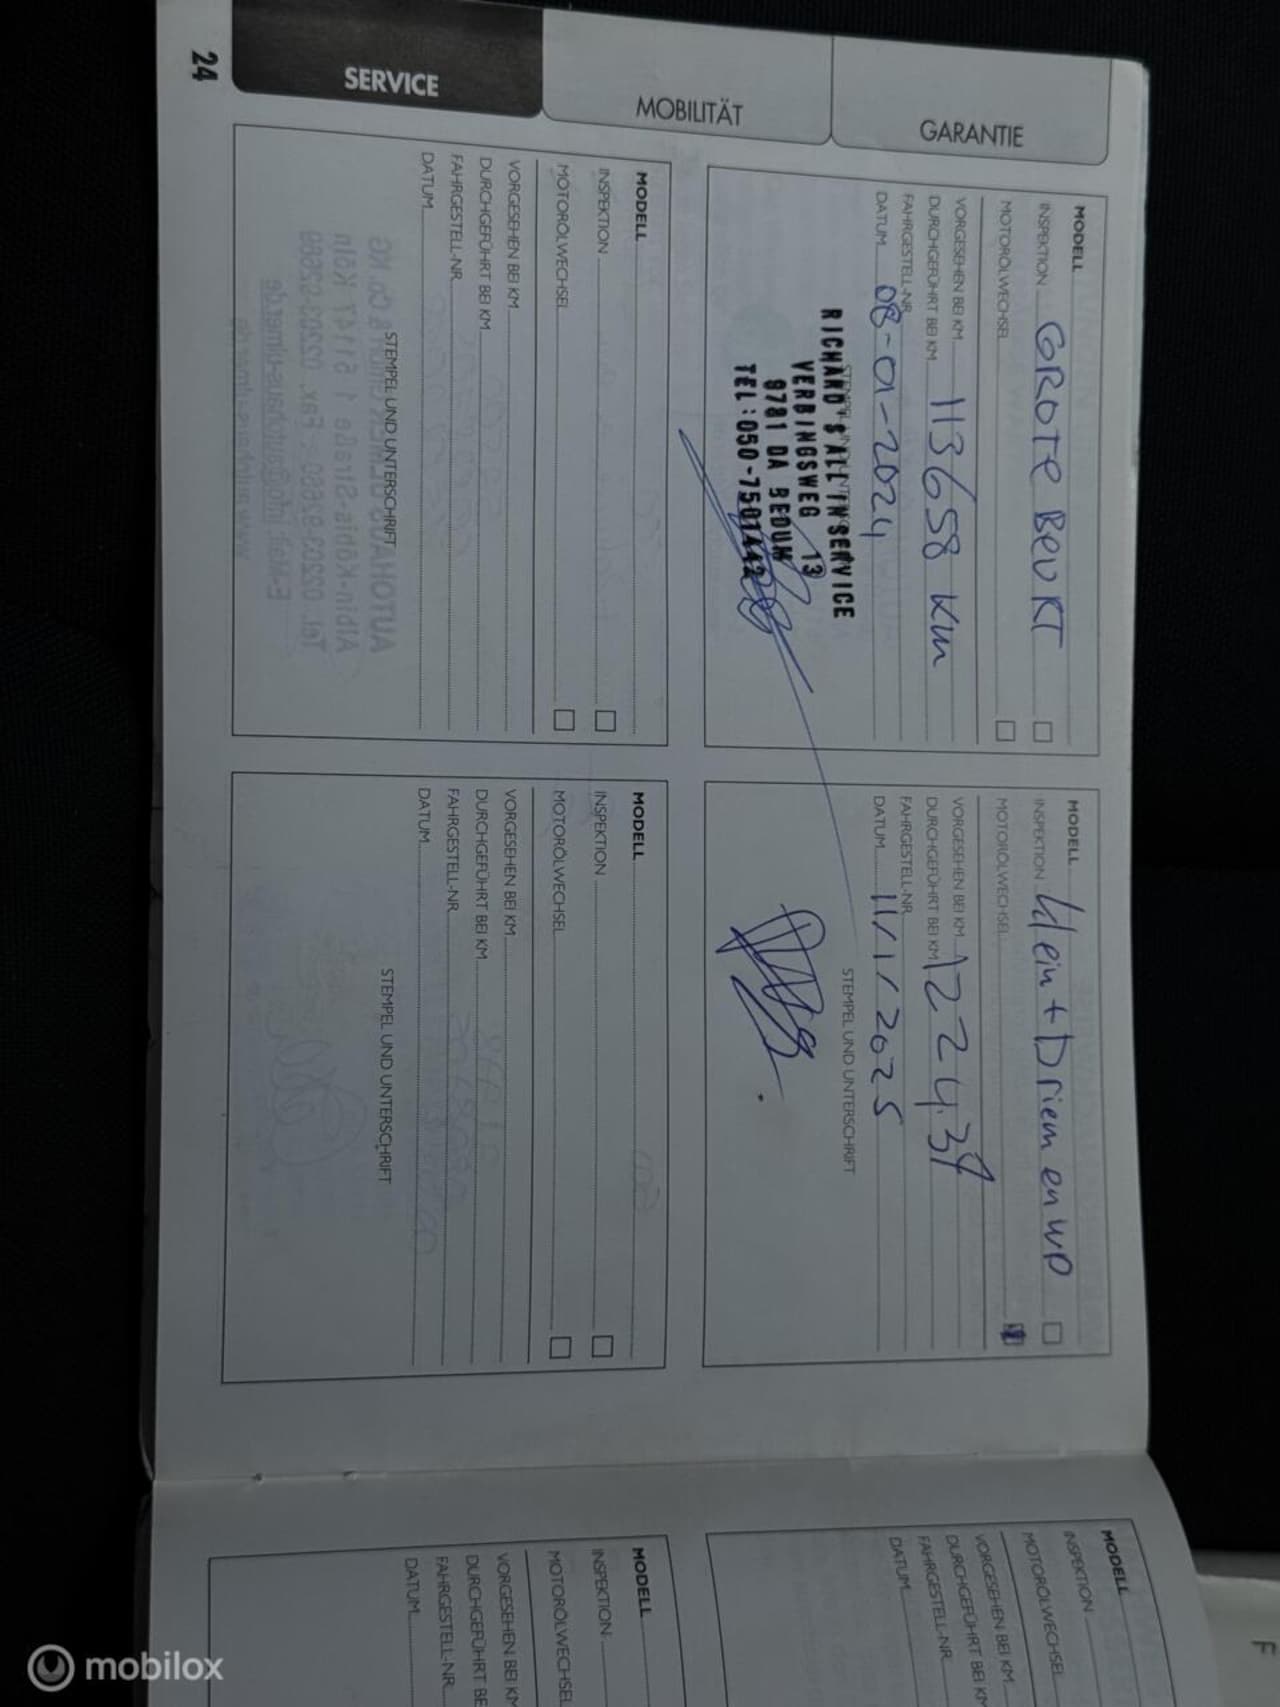 24
SERVICE
MOBILITÄT
GARANTIE
MODELL
INSPEKTION GROTE BEURT
MOTORÖLWECHSEL
VORGESEHEN BEI KM
DURCHGEFÜHRT BEI KM 113658 km
FAHRGESTELL-NR.
DATUM 08-01-2024
RICHARD'S ALL INSERVICE
VERBINGSWEG 13
9781 DA BEDUM
TEL:050-7501442
MODELL
INSPEKTION Klein + Driem en WP
MOTORÖLWECHSEL
VORGESEHEN BEI KM
DURCHGEFÜHRT BEI KM 122437
FAHRGESTELL-NR.
DATUM 11/1/2025
STEMPEL UND UNTERSCHRIFT
MODELL
INSPEKTION
MOTORÖLWECHSEL
VORGESEHEN BEI KM
DURCHGEFÜHRT BEI KM
FAHRGESTELL-NR.
DATUM
STEMPEL UND UNTERSCHRIFT
MODELL
INSPEKTION
MOTORÖLWECHSEL
VORGESEHEN BEI KM
DURCHGEFÜHRT BEI KM
FAHRGESTELL-NR.
DATUM
STEMPEL UND UNTERSCHRIFT
MODELL
INSPEKTION
MOTORÖLWECHSEL
VORGESEHEN BEI KM
DURCHGEFÜHRT BEI KM
FAHRGESTELL-NR.
DATUM
MODELL
INSPEKTION
MOTORÖLWECHSEL
VORGESEHEN BEI KM
DURCHGEFÜHRT BE
FAHRGESTELL-NR.
DATUM
F
mobilox